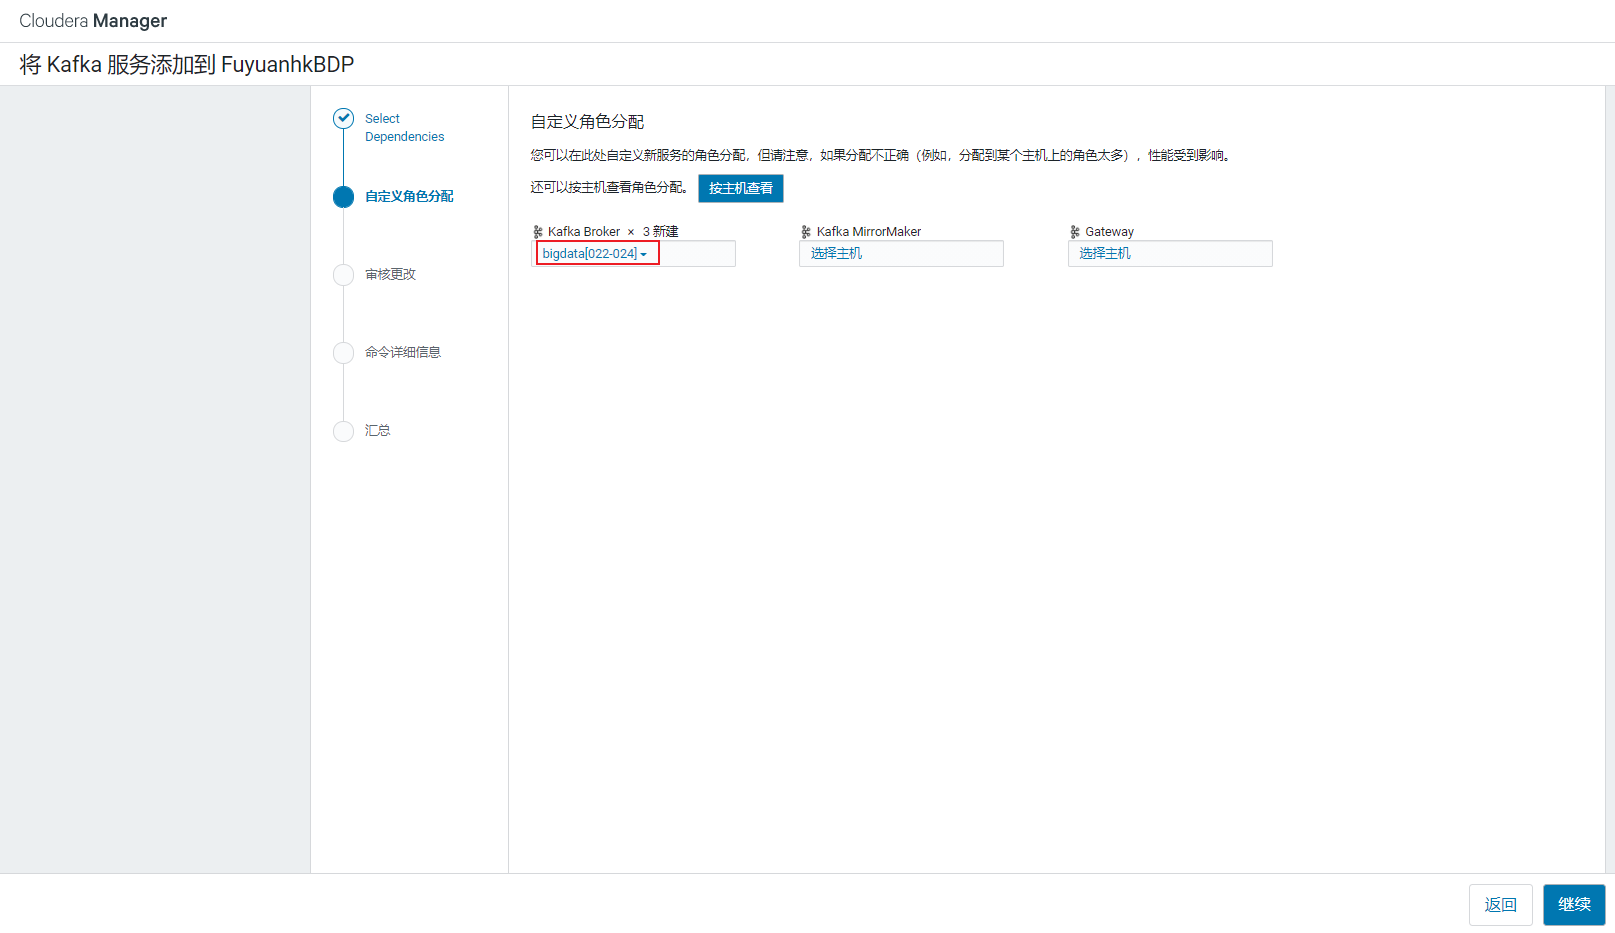 Cloudera Manager
将 Kafka 服务添加到 FuyuanhkBDP
Select
Dependencies
自定义角色分配
审核更改
命令详细信息
汇总
自定义角色分配
您可以在此处自定义新服务的角色分配，但请注意，如果分配不正确（例如，分配到某个主机上的角色太多），性能受到影响。
还可以按主机查看角色分配。 按主机查看
Kafka Broker × 3 新建
bigdata[022-024]
Kafka MirrorMaker
选择主机
Gateway
选择主机
返回
继续